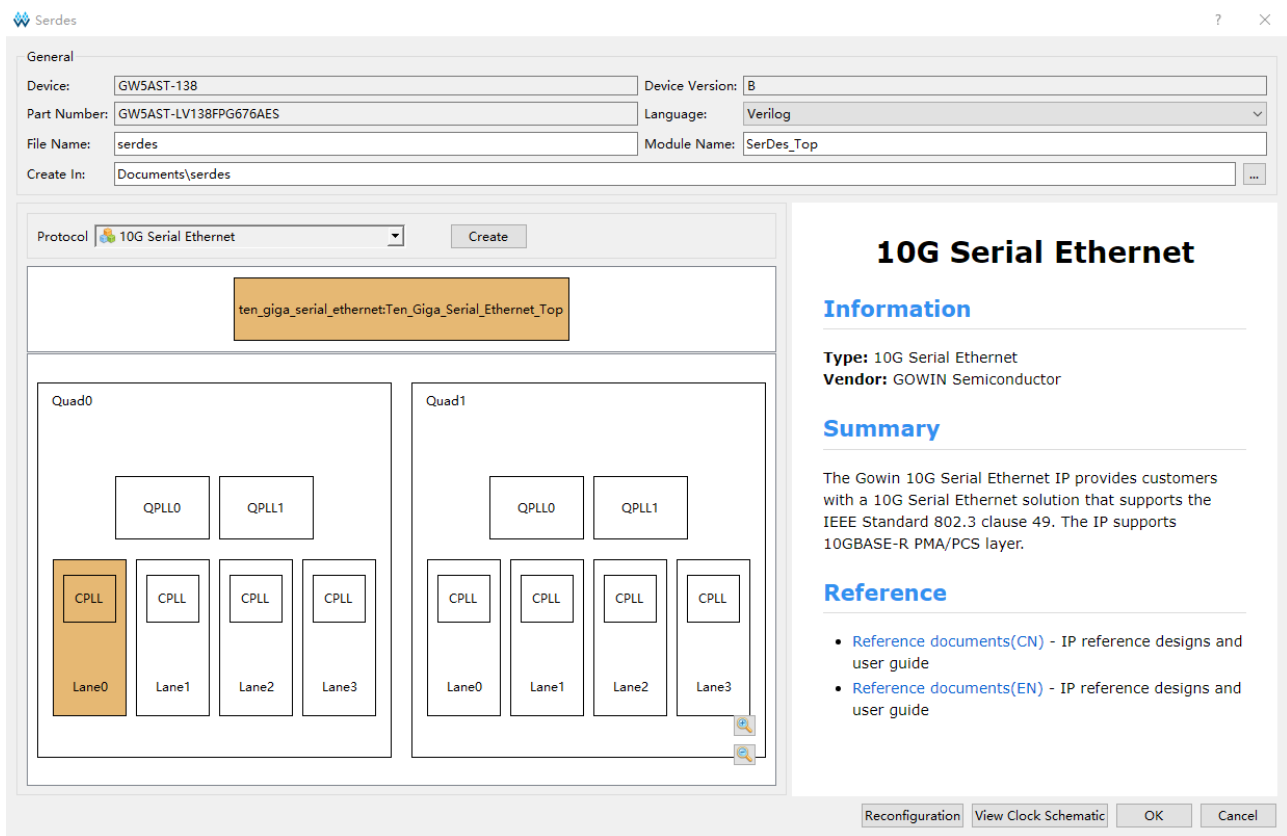 Serdes
?
General
Device: GW5AST-138 Device Version: B
Part Number: GW5AST-LV138FPG676AES Language: Verilog
File Name: serdes Module Name: SerDes_Top
Create In: Documents\serdes ...
Protocol 10G Serial Ethernet Create
ten_giga_serial_ethernet:Ten_Giga_Serial_Ethernet_Top
Quad0 Quad1
QPLL0 QPLL1 QPLL0 QPLL1
CPLL CPLL CPLL CPLL CPLL CPLL CPLL CPLL
Lane0 Lane1 Lane2 Lane3 Lane0 Lane1 Lane2 Lane3
10G Serial Ethernet
Information
Type: 10G Serial Ethernet
Vendor: GOWIN Semiconductor
Summary
The Gowin 10G Serial Ethernet IP provides customers
with a 10G Serial Ethernet solution that supports the
IEEE Standard 802.3 clause 49. The IP supports
10GBASE-R PMA/PCS layer.
Reference
• Reference documents(CN) - IP reference designs and
user guide
• Reference documents(EN) - IP reference designs and
user guide
Reconfiguration View Clock Schematic OK Cancel